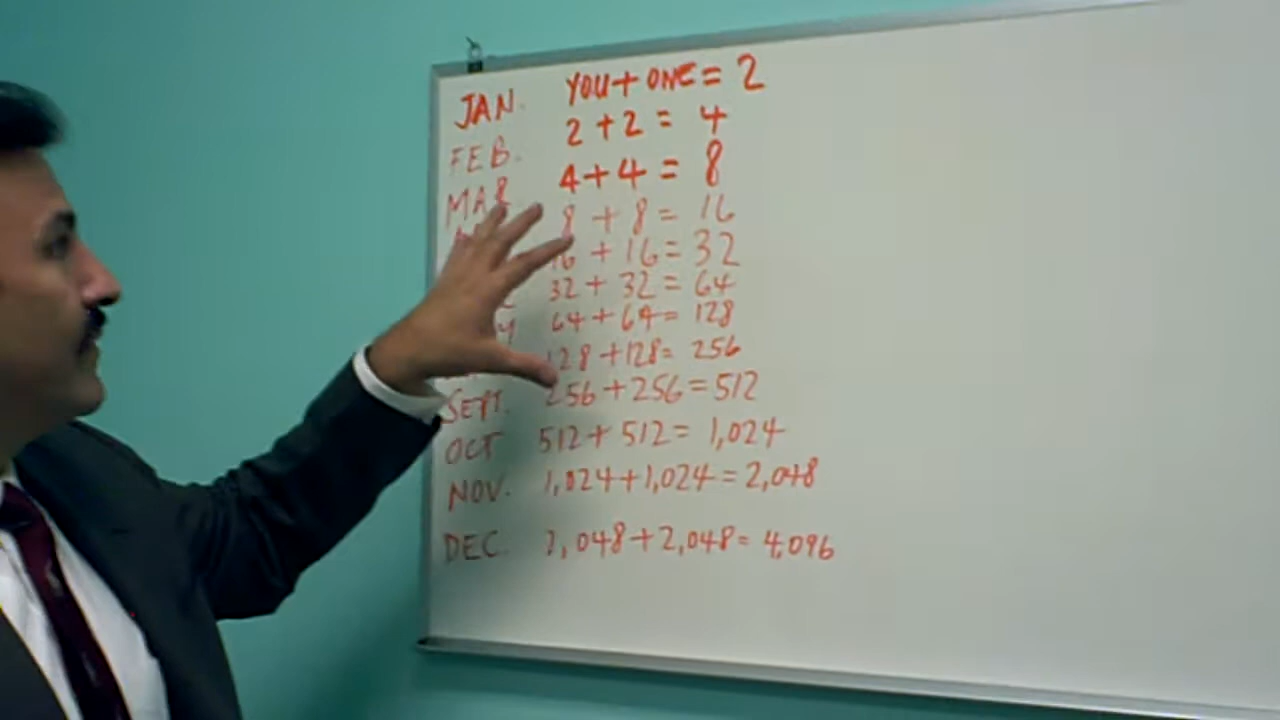 JAN. YOU + ONE = 2
FEB. 2 + 2 = 4
MAR 4 + 4 = 8
8 + 8 = 16
16 + 16 = 32
32 + 32 = 64
64 + 64 = 128
128 + 128 = 256
SEPT. 256 + 256 = 512
OCT 512 + 512 = 1,024
NOV. 1,024 + 1,024 = 2,048
DEC. 2,048 + 2,048 = 4,096